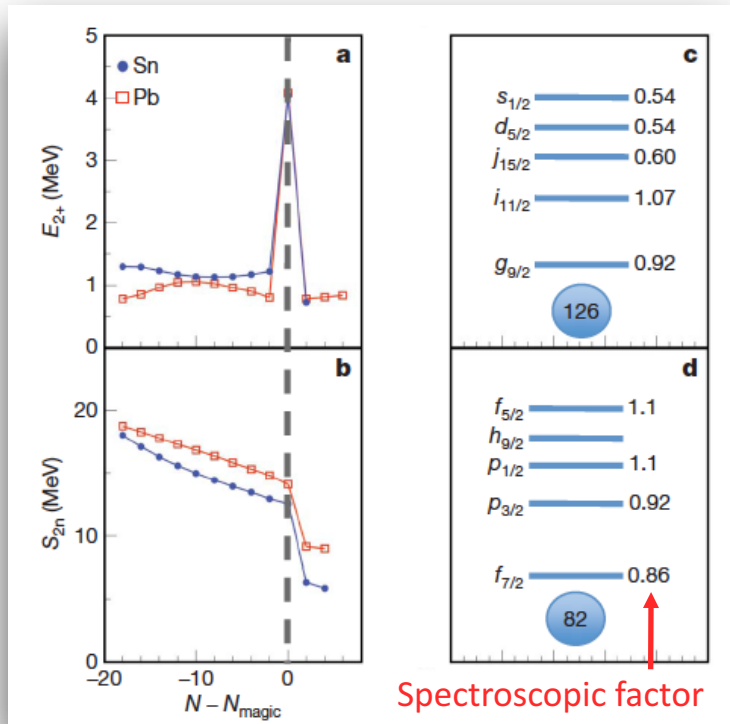 5
4
3
2
1
0
E2+ (MeV)
Sn
Pb
a
20
10
0
S2n (MeV)
b
−20
−10
0
N − Nmagic
c
s1/2 0.54
d5/2 0.54
j15/2 0.60
i11/2 1.07
g9/2 0.92
126
d
f5/2 1.1
h9/2
p1/2 1.1
p3/2 0.92
f7/2 0.86
82
Spectroscopic factor